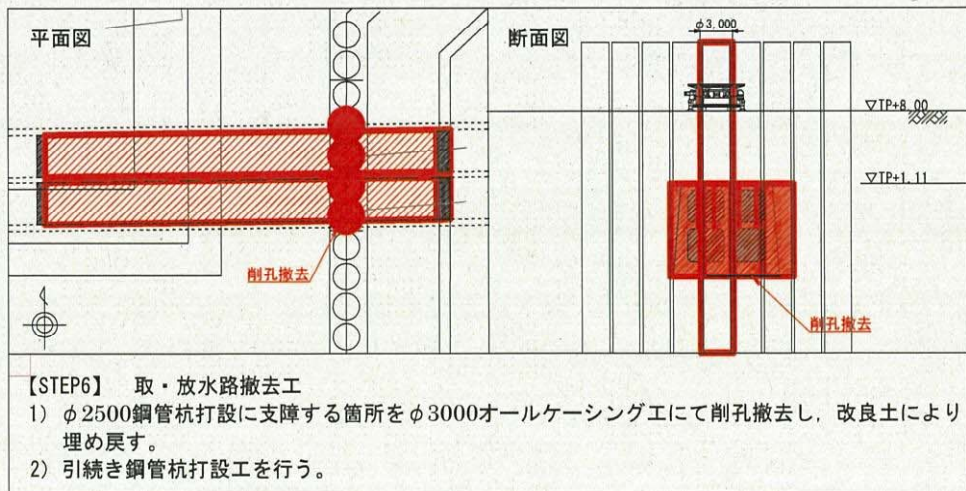 平面図
削孔撤去
断面図
φ3,000
▽TP+8.00
▽TP+1.11
削孔撤去
【STEP6】 取・放水路撤去工
1) φ2500鋼管杭打設に支障する箇所をφ3000オールケーシング工にて削孔撤去し，改良土により
埋め戻す。
2) 引続き鋼管杭打設工を行う。